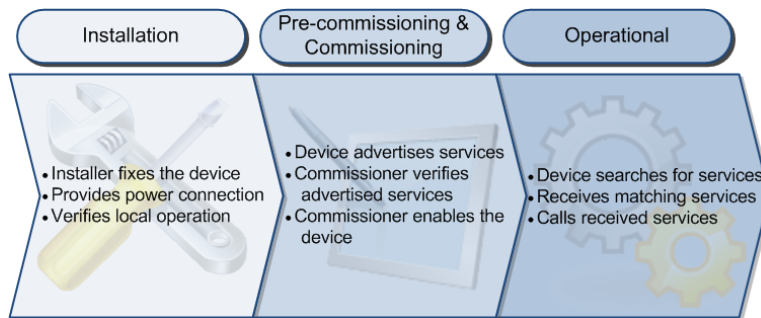 Installation
Pre-commissioning &
Commissioning
Operational
• Installer fixes the device
• Provides power connection
• Verifies local operation
• Device advertises services
• Commissioner verifies
advertised services
• Commissioner enables the
device
• Device searches for services
• Receives matching services
• Calls received services